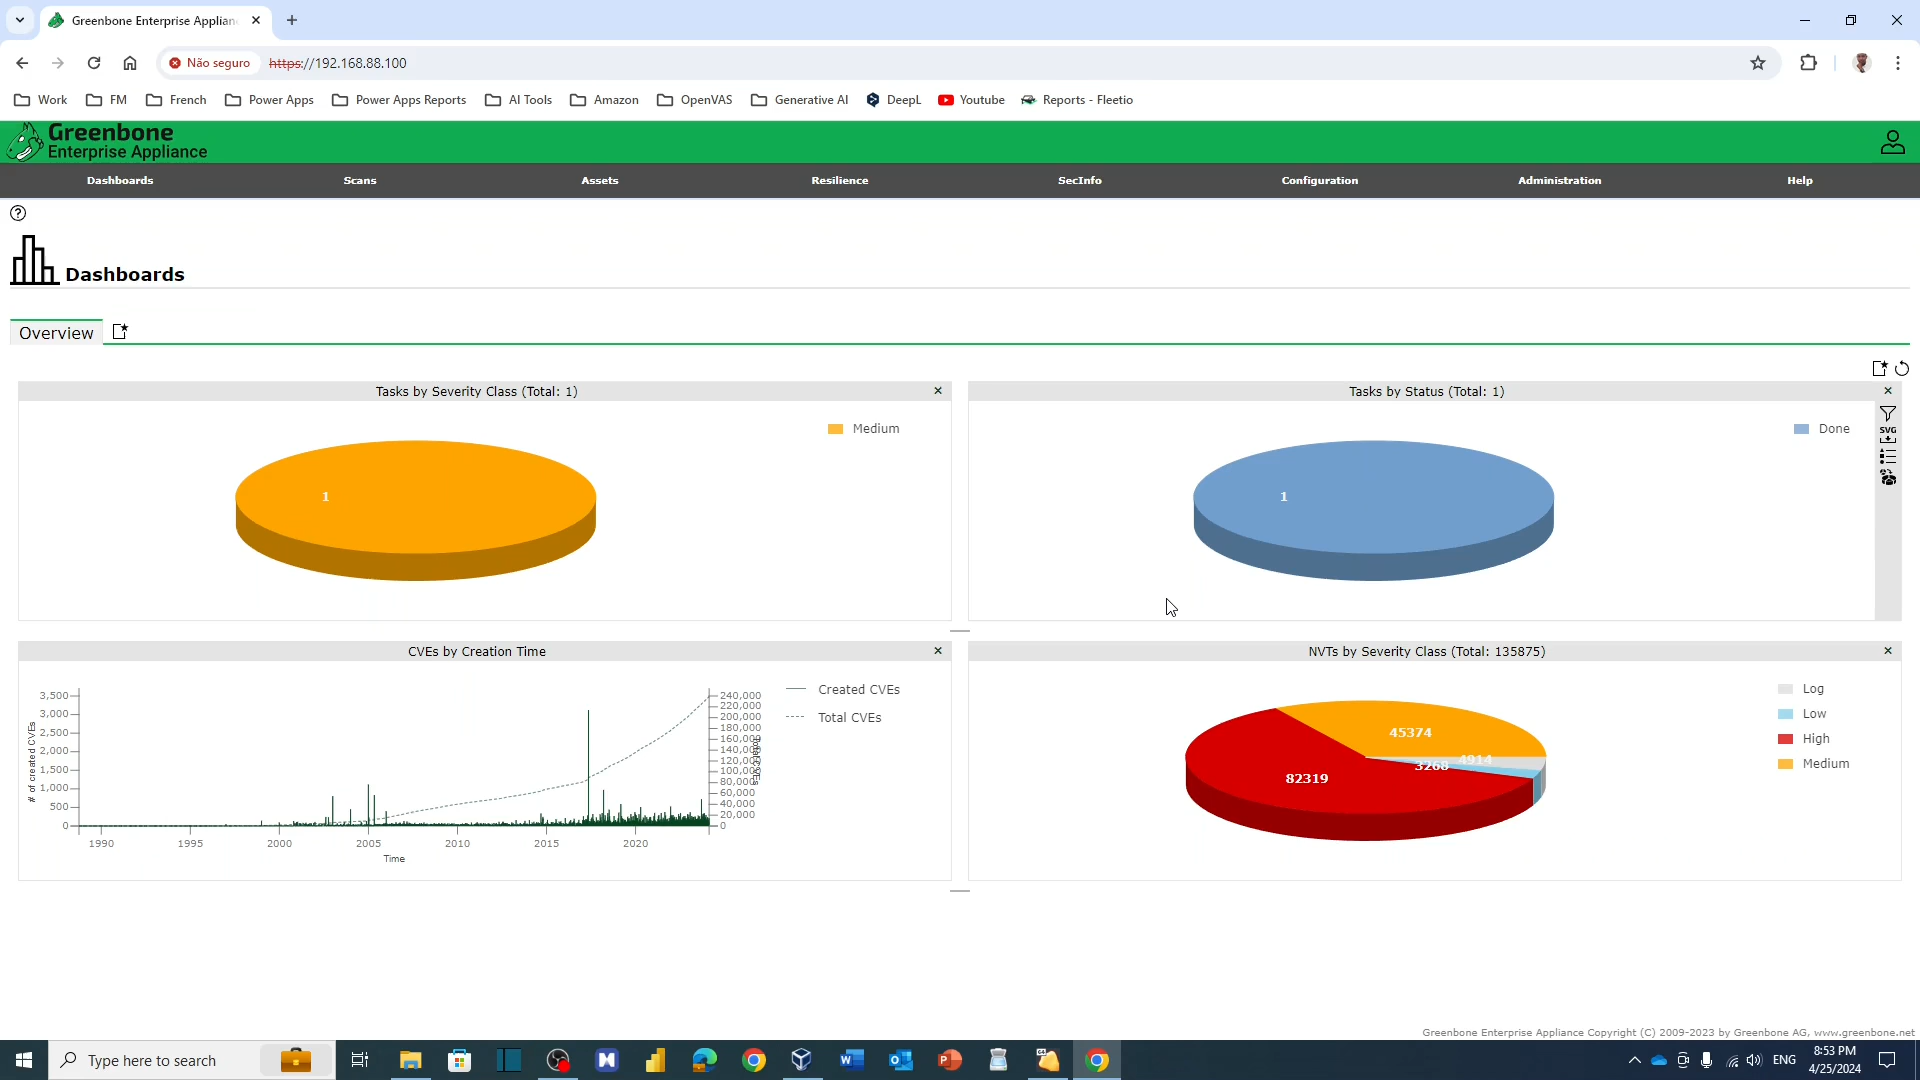 Greenbone Enterprise Applian
Não seguro
https://192.168.88.100
Work
FM
French
Power Apps
Power Apps Reports
AI Tools
Amazon
OpenVAS
Generative AI
DeepL
Youtube
Reports - Fleetio
Greenbone
Enterprise Appliance
Dashboards
Scans
Assets
Resilience
SecInfo
Configuration
Administration
Help
Dashboards
Overview
Tasks by Severity Class (Total: 1)
Medium
1
Tasks by Status (Total: 1)
Done
1
SVG
CVEs by Creation Time
Created CVEs
Total CVEs
# of created CVEs
3,500
3,000
2,500
2,000
1,500
1,000
500
0
240,000
220,000
200,000
180,000
160,000
140,000
120,000
100,000
80,000
60,000
40,000
20,000
0
1990
1995
2000
2005
2010
2015
2020
Time
NVTs by Severity Class (Total: 135875)
Log
Low
High
Medium
45374
4914
3268
82319
Greenbone Enterprise Appliance Copyright (C) 2009-2023 by Greenbone AG, www.greenbone.net
Type here to search
ENG
8:53 PM
4/25/2024